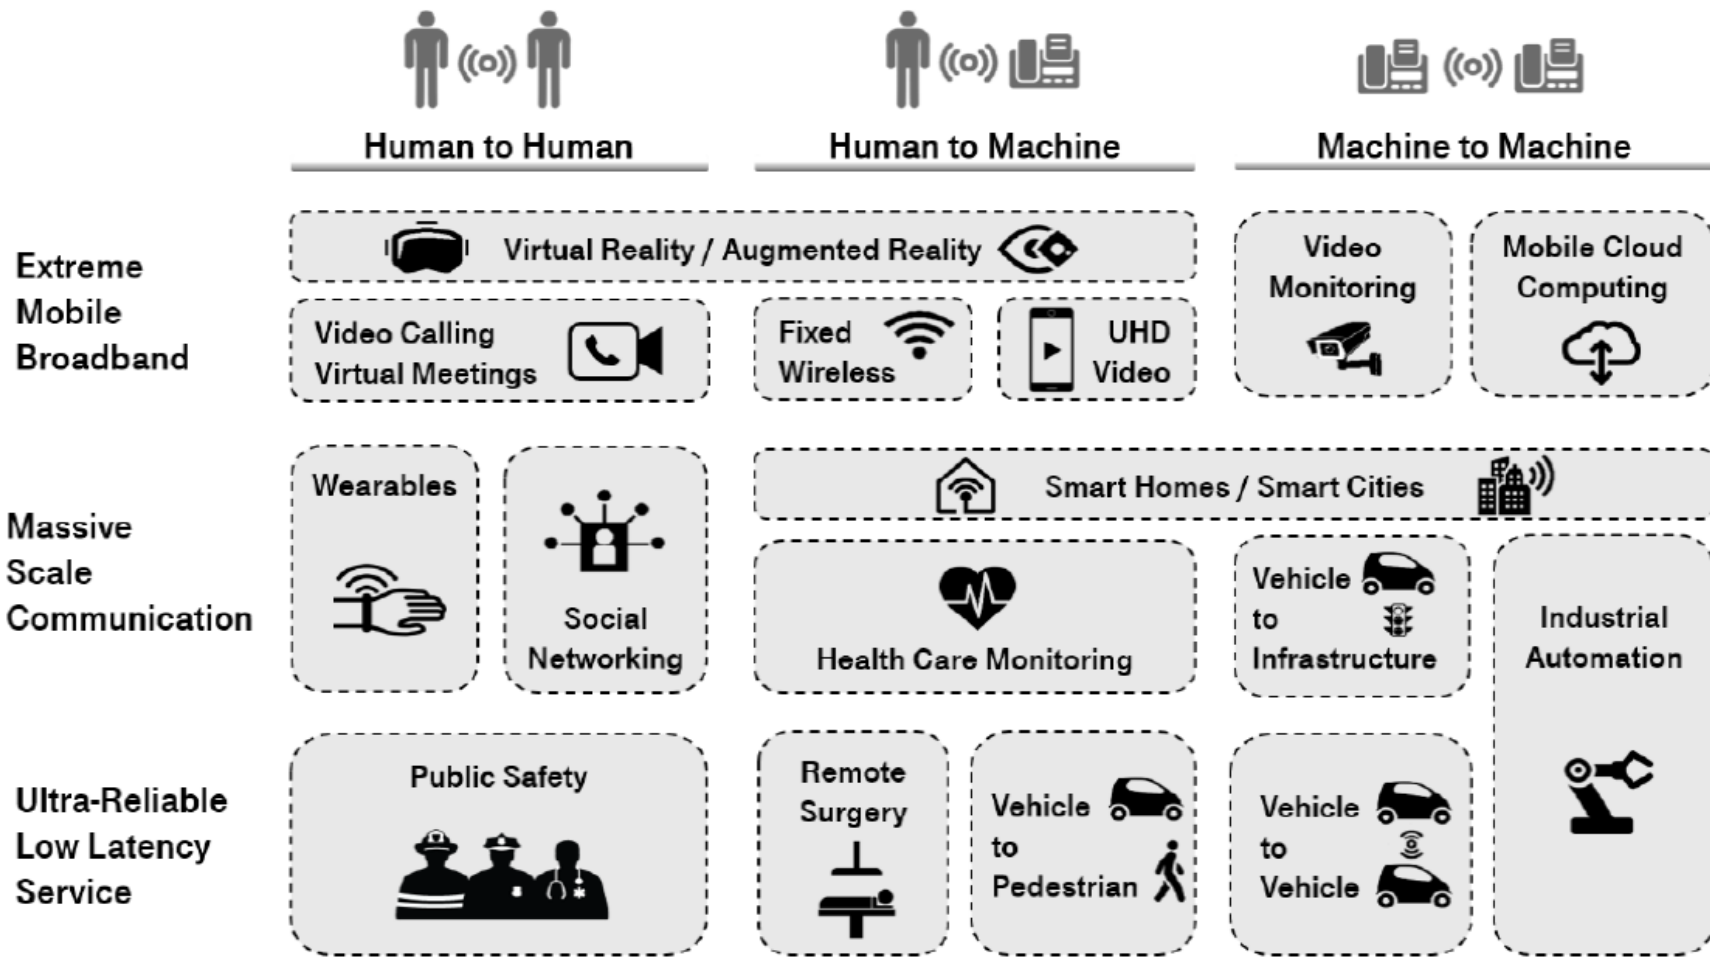 Human to Human
Human to Machine
Machine to Machine
Extreme
Mobile
Broadband
Virtual Reality / Augmented Reality
Video Calling
Virtual Meetings
Fixed
Wireless
UHD
Video
Video
Monitoring
Mobile Cloud
Computing
Massive
Scale
Communication
Wearables
Social
Networking
Smart Homes / Smart Cities
Health Care Monitoring
Vehicle
to
Infrastructure
Industrial
Automation
Ultra-Reliable
Low Latency
Service
Public Safety
Remote
Surgery
Vehicle
to
Pedestrian
Vehicle
to
Vehicle